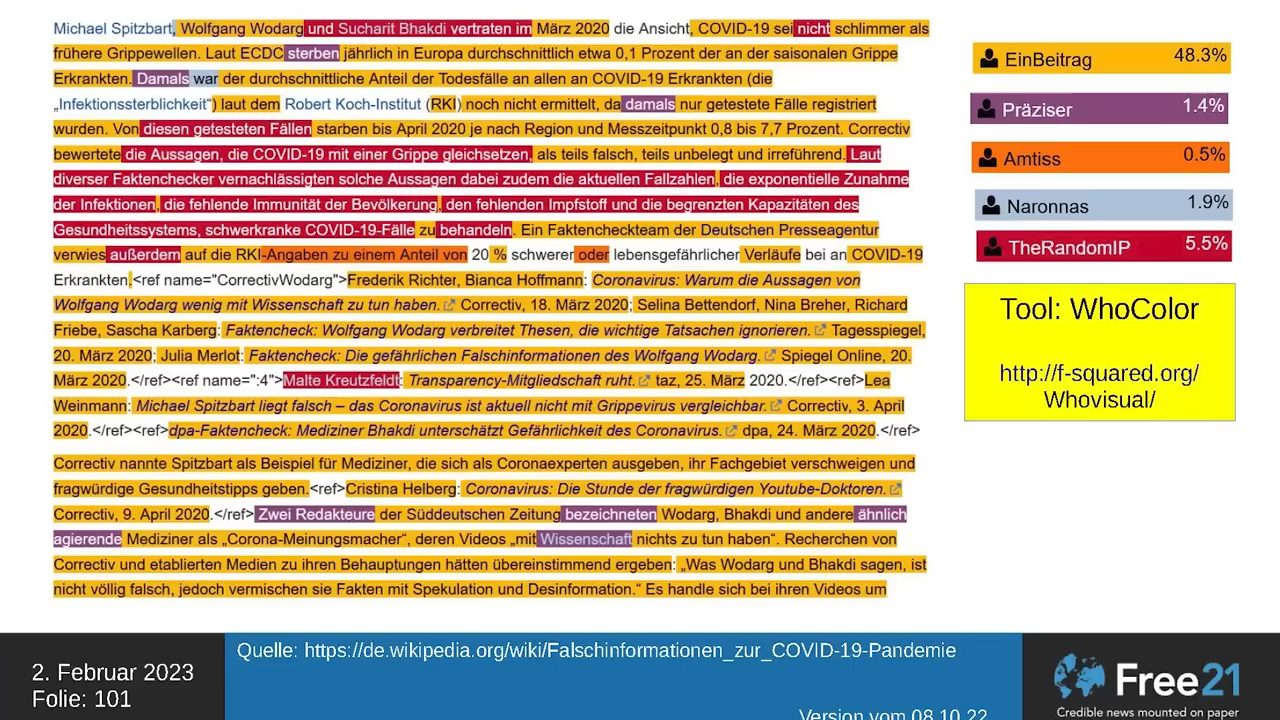 Michael Spitzbart, Wolfgang Wodarg und Sucharit Bhakdi vertraten im März 2020 die Ansicht, COVID-19 sei nicht schlimmer als
frühere Grippewellen. Laut ECDC sterben jährlich in Europa durchschnittlich etwa 0,1 Prozent der an der saisonalen Grippe
Erkrankten. Damals war der durchschnittliche Anteil der Todesfälle an allen an COVID-19 Erkrankten (die
„Infektionssterblichkeit“) laut dem Robert Koch-Institut (RKI) noch nicht ermittelt, da damals nur getestete Fälle registriert
wurden. Von diesen getesteten Fällen starben bis April 2020 je nach Region und Messzeitpunkt 0,8 bis 7,7 Prozent. Correctiv
bewertete die Aussagen, die COVID-19 mit einer Grippe gleichsetzen, als teils falsch, teils unbelegt und irreführend. Laut
diverser Faktenchecker vernachlässigten solche Aussagen dabei zudem die aktuellen Fallzahlen, die exponentielle Zunahme
der Infektionen, die fehlende Immunität der Bevölkerung, den fehlenden Impfstoff und die begrenzten Kapazitäten des
Gesundheitssystems, schwerkranke COVID-19-Fälle zu behandeln. Ein Faktencheckteam der Deutschen Presseagentur
verwies außerdem auf die RKI-Angaben zu einem Anteil von 20 % schwerer oder lebensgefährlicher Verläufe bei an COVID-19
Erkrankten.<ref name="CorrectivWodarg">Frederik Richter, Bianca Hoffmann: Coronavirus: Warum die Aussagen von
Wolfgang Wodarg wenig mit Wissenschaft zu tun haben. Correctiv, 18. März 2020; Selina Bettendorf, Nina Breher, Richard
Friebe, Sascha Karberg: Faktencheck: Wolfgang Wodarg verbreitet Thesen, die wichtige Tatsachen ignorieren. Tagesspiegel,
20. März 2020; Julia Merlot: Faktencheck: Die gefährlichen Falschinformationen des Wolfgang Wodarg. Spiegel Online, 20.
März 2020.</ref><ref name=":4">Malte Kreutzfeldt: Transparency-Mitgliedschaft ruht. taz, 25. März 2020.</ref><ref>Lea
Weinmann: Michael Spitzbart liegt falsch – das Coronavirus ist aktuell nicht mit Grippevirus vergleichbar. Correctiv, 3. April
2020.</ref><ref>dpa-Faktencheck: Mediziner Bhakdi unterschätzt Gefährlichkeit des Coronavirus. dpa, 24. März 2020.</ref>
Correctiv nannte Spitzbart als Beispiel für Mediziner, die sich als Coronaexperten ausgeben, ihr Fachgebiet verschweigen und
fragwürdige Gesundheitstipps geben.<ref>Cristina Helberg: Coronavirus: Die Stunde der fragwürdigen Youtube-Doktoren.
Correctiv, 9. April 2020.</ref> Zwei Redakteure der Süddeutschen Zeitung bezeichneten Wodarg, Bhakdi und andere ähnlich
agierende Mediziner als „Corona-Meinungsmacher“, deren Videos „mit Wissenschaft nichts zu tun haben“. Recherchen von
Correctiv und etablierten Medien zu ihren Behauptungen hätten übereinstimmend ergeben: „Was Wodarg und Bhakdi sagen, ist
nicht völlig falsch, jedoch vermischen sie Fakten mit Spekulation und Desinformation.“ Es handle sich bei ihren Videos um
EinBeitrag 48.3%
Präziser 1.4%
Amtiss 0.5%
Naronnas 1.9%
TheRandomIP 5.5%
Tool: WhoColor
http://f-squared.org/
Whovisual/
2. Februar 2023
Folie: 101
Quelle: https://de.wikipedia.org/wiki/Falschinformationen_zur_COVID-19-Pandemie
Version vom 08.10.22
Free21
Credible news mounted on paper